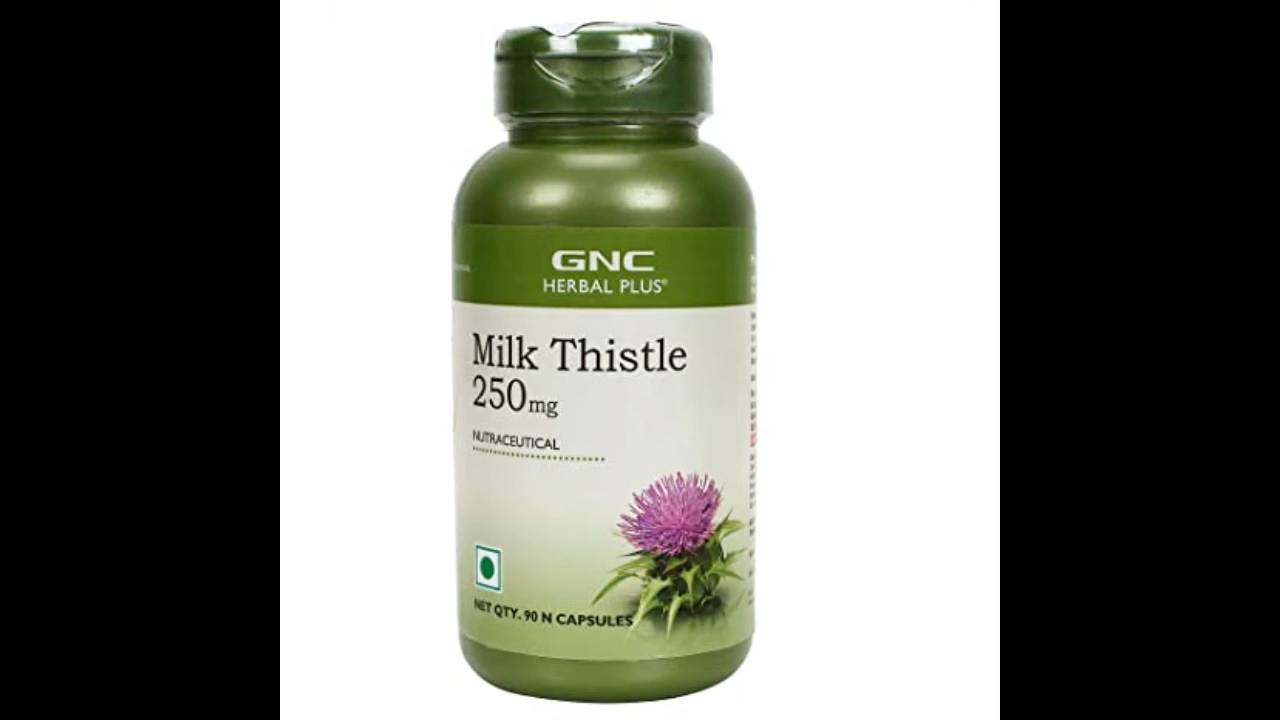 GNC
HERBAL PLUS®
Milk Thistle
250mg
NUTRACEUTICAL
NET QTY. 90 N CAPSULES